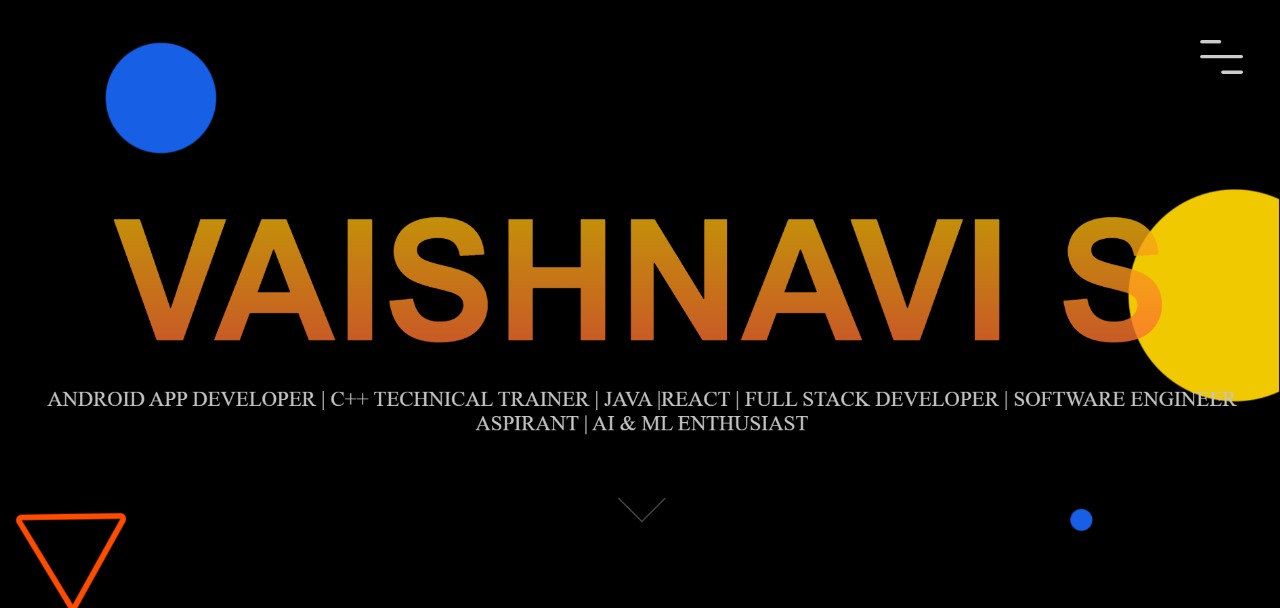 VAISHNAVI S
ANDROID APP DEVELOPER | C++ TECHNICAL TRAINER | JAVA |REACT | FULL STACK DEVELOPER | SOFTWARE ENGINEER
ASPIRANT | AI & ML ENTHUSIAST